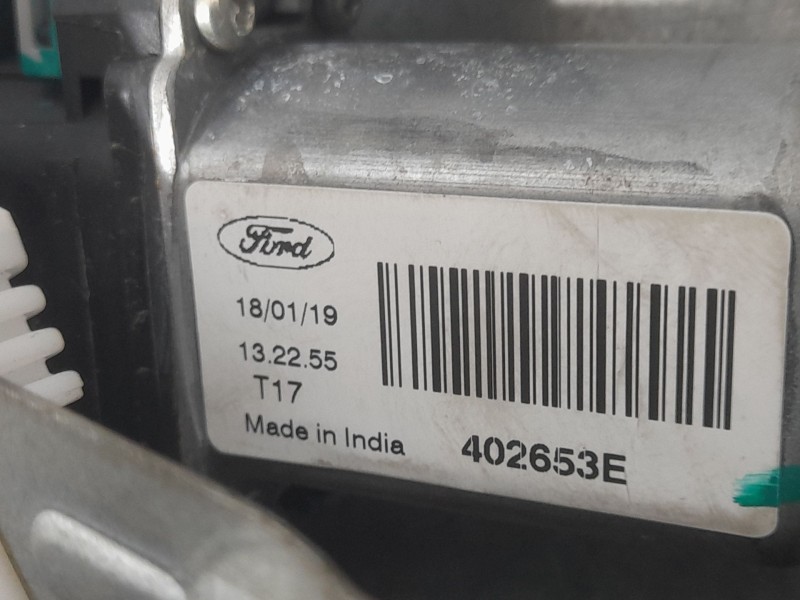 Ford
18/01/19
13.22.55
T17
Made in India
402653E